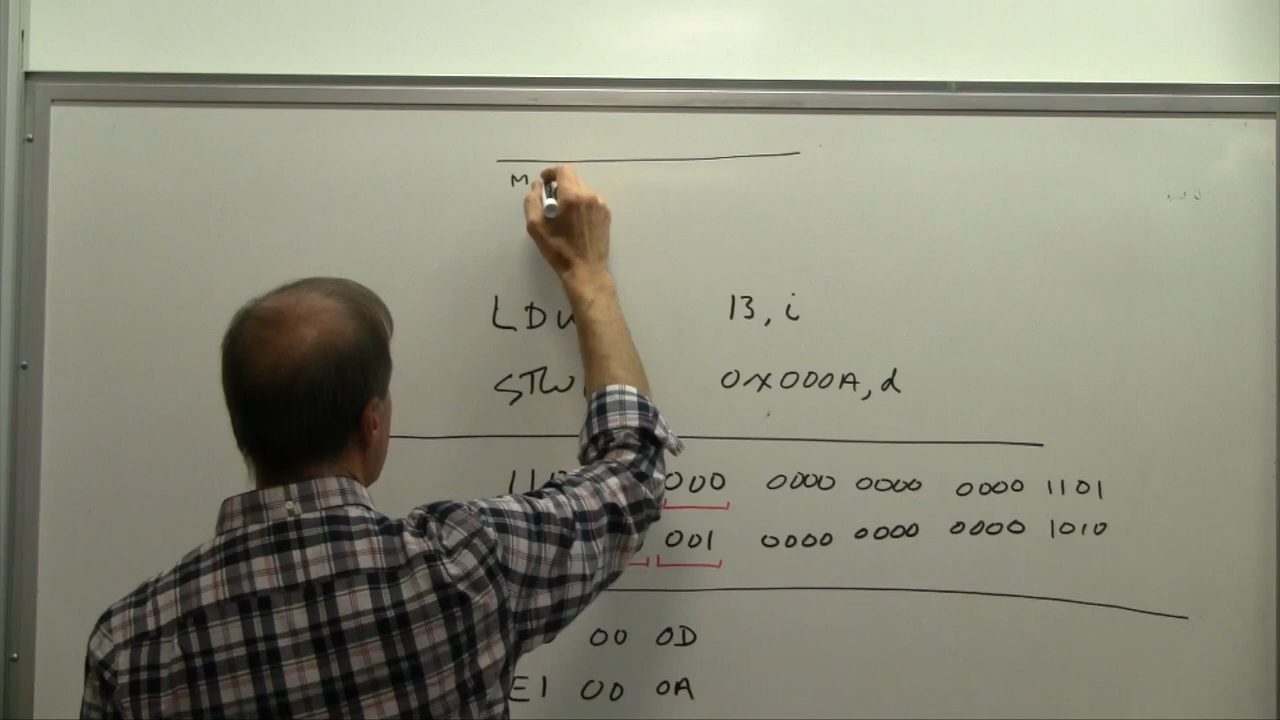 M
LDW 13, i
STW 0x000A, d
11 000 0000 0000 0000 1101
001 0000 0000 0000 1010
00 0D
E1 00 0A